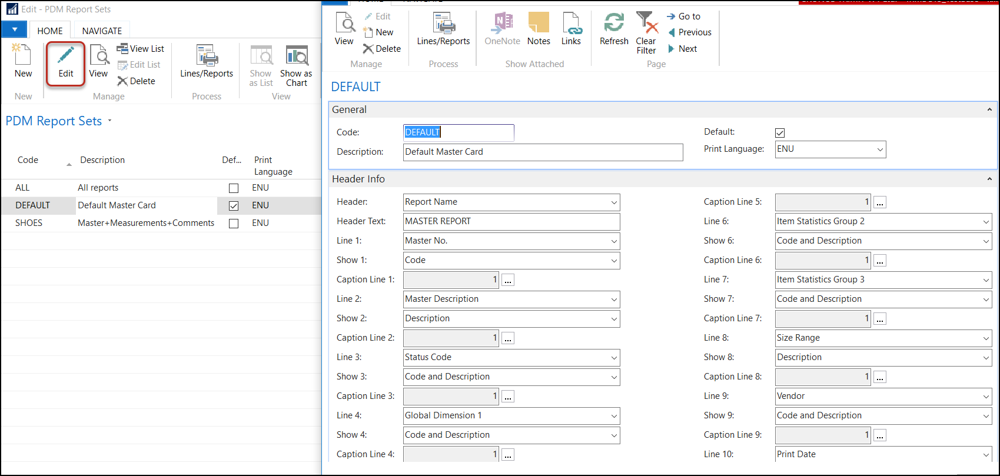 Edit - PDM Report Sets
HOME
NAVIGATE
New
Edit
View
View List
Edit List
Delete
Lines/Reports
Show as List
Show as Chart
New
Manage
Process
View
PDM Report Sets
Code
Description
Def...
Print Language
ALL
All reports
ENU
DEFAULT
Default Master Card
ENU
SHOES
Master+Measurements+Comments
ENU
View
Edit
New
Delete
Lines/Reports
OneNote
Notes
Links
Refresh
Clear Filter
Go to
Previous
Next
Manage
Process
Show Attached
Page
DEFAULT
General
Code:
DEFAULT
Description:
Default Master Card
Default:
Print Language:
ENU
Header Info
Header:
Report Name
Header Text:
MASTER REPORT
Line 1:
Master No.
Show 1:
Code
Caption Line 1:
1
...
Line 2:
Master Description
Show 2:
Description
Caption Line 2:
1
...
Line 3:
Status Code
Show 3:
Code and Description
Caption Line 3:
1
...
Line 4:
Global Dimension 1
Show 4:
Code and Description
Caption Line 4:
1
...
Caption Line 5:
1
...
Line 6:
Item Statistics Group 2
Show 6:
Code and Description
Caption Line 6:
1
...
Line 7:
Item Statistics Group 3
Show 7:
Code and Description
Caption Line 7:
1
...
Line 8:
Size Range
Show 8:
Description
Caption Line 8:
1
...
Line 9:
Vendor
Show 9:
Code and Description
Caption Line 9:
1
...
Line 10:
Print Date